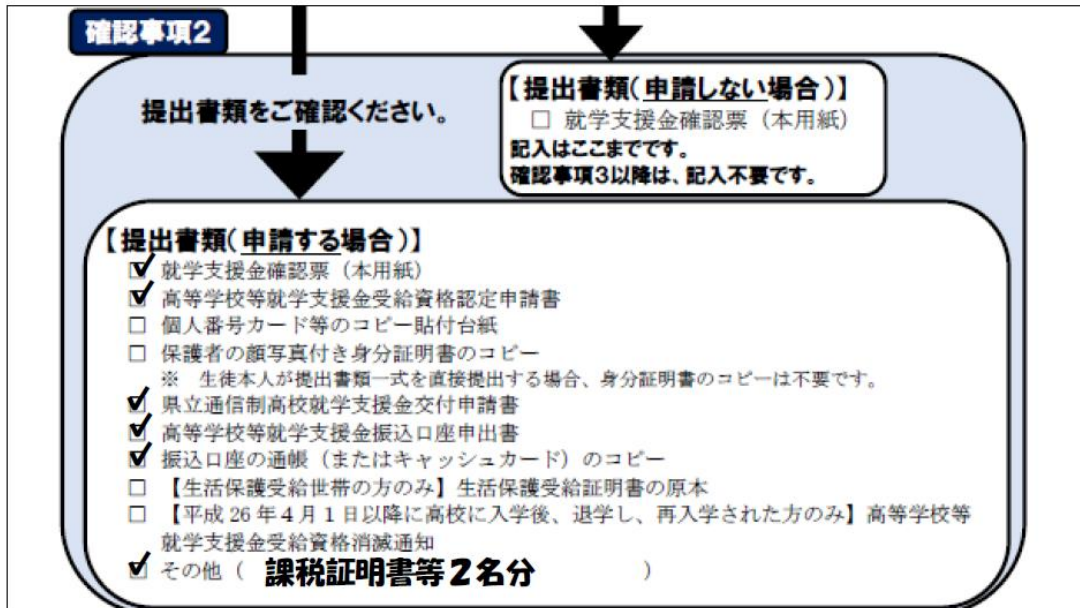 確認事項2
提出書類をご確認ください。
【提出書類(申請しない場合)】
□ 就学支援金確認票（本用紙）
記入はここまでです。
確認事項3以降は、記入不要です。
【提出書類(申請する場合)】
☑ 就学支援金確認票（本用紙）
☑ 高等学校等就学支援金受給資格認定申請書
□ 個人番号カード等のコピー貼付台紙
□ 保護者の顔写真付き身分証明書のコピー
※ 生徒本人が提出書類一式を直接提出する場合、身分証明書のコピーは不要です。
☑ 県立通信制高校就学支援金交付申請書
☑ 高等学校等就学支援金振込口座申出書
☑ 振込口座の通帳（またはキャッシュカード）のコピー
□ 【生活保護受給世帯の方のみ】生活保護受給証明書の原本
□ 【平成 26 年 4 月 1 日以降に高校に入学後、退学し、再入学された方のみ】高等学校等
就学支援金受給資格消滅通知
☑ その他（ 課税証明書等２名分 ）